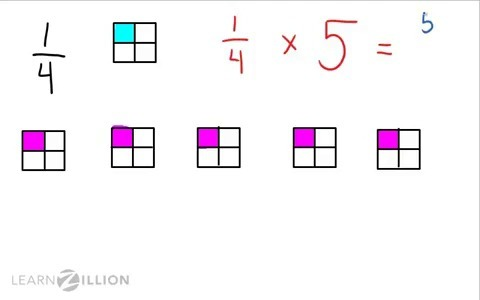 1/4
1/4 × 5 = 5
LEARNZILLION